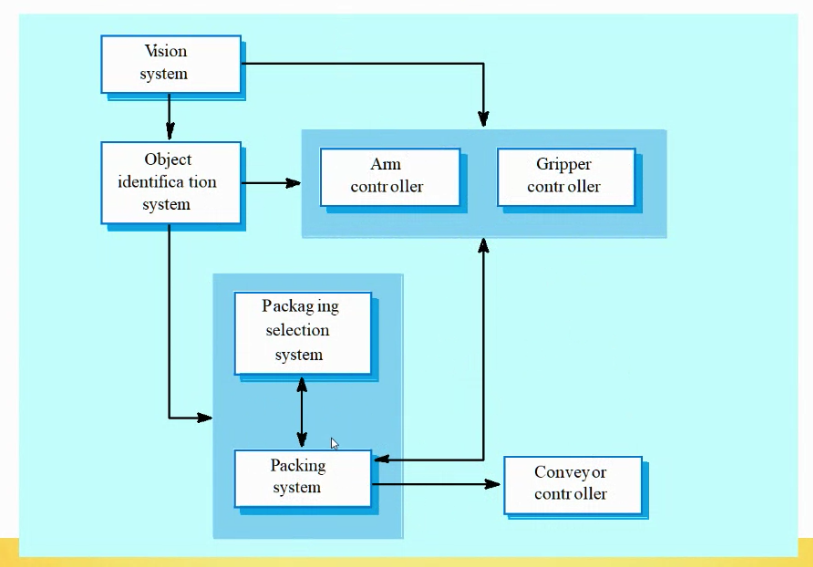 Vision
system
Object
identification
system
Arm
controller
Gripper
controller
Packaging
selection
system
Packing
system
Conveyor
controller